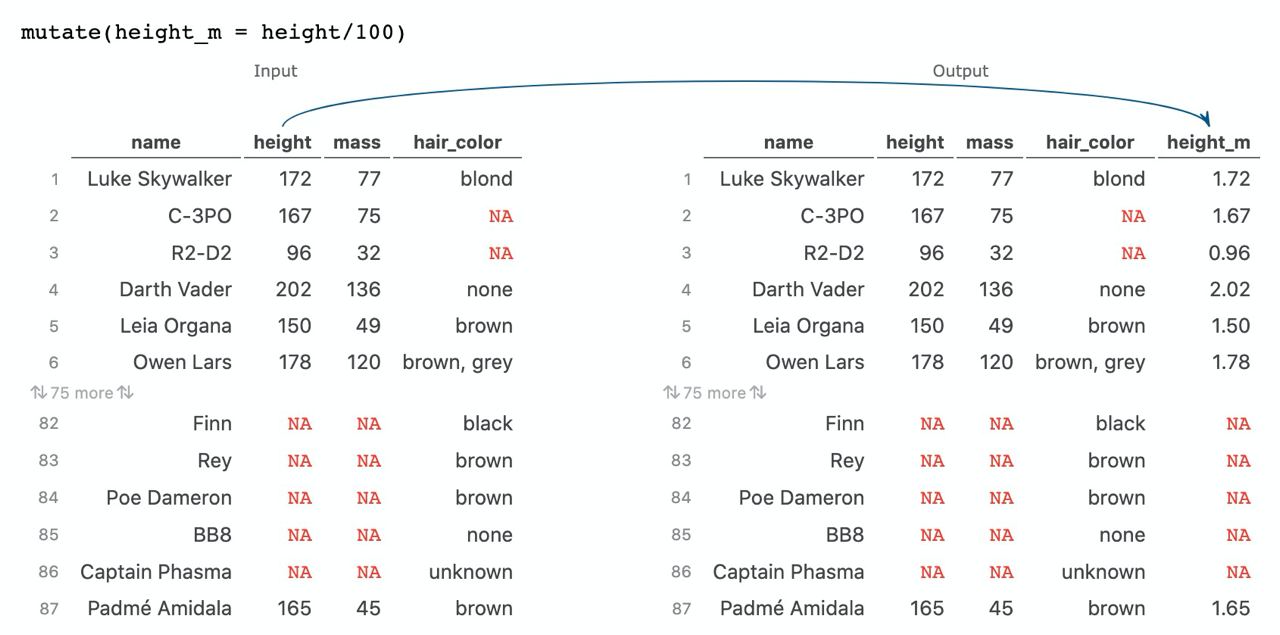 mutate(height_m = height/100)
Input Output
name height mass hair_color name height mass hair_color height_m
1 Luke Skywalker 172 77 blond 1 Luke Skywalker 172 77 blond 1.72
2 C-3PO 167 75 NA 2 C-3PO 167 75 NA 1.67
3 R2-D2 96 32 NA 3 R2-D2 96 32 NA 0.96
4 Darth Vader 202 136 none 4 Darth Vader 202 136 none 2.02
5 Leia Organa 150 49 brown 5 Leia Organa 150 49 brown 1.50
6 Owen Lars 178 120 brown, grey 6 Owen Lars 178 120 brown, grey 1.78
⇅ 75 more ⇅ ⇅ 75 more ⇅
82 Finn NA NA black 82 Finn NA NA black NA
83 Rey NA NA brown 83 Rey NA NA brown NA
84 Poe Dameron NA NA brown 84 Poe Dameron NA NA brown NA
85 BB8 NA NA none 85 BB8 NA NA none NA
86 Captain Phasma NA NA unknown 86 Captain Phasma NA NA unknown NA
87 Padmé Amidala 165 45 brown 87 Padmé Amidala 165 45 brown 1.65